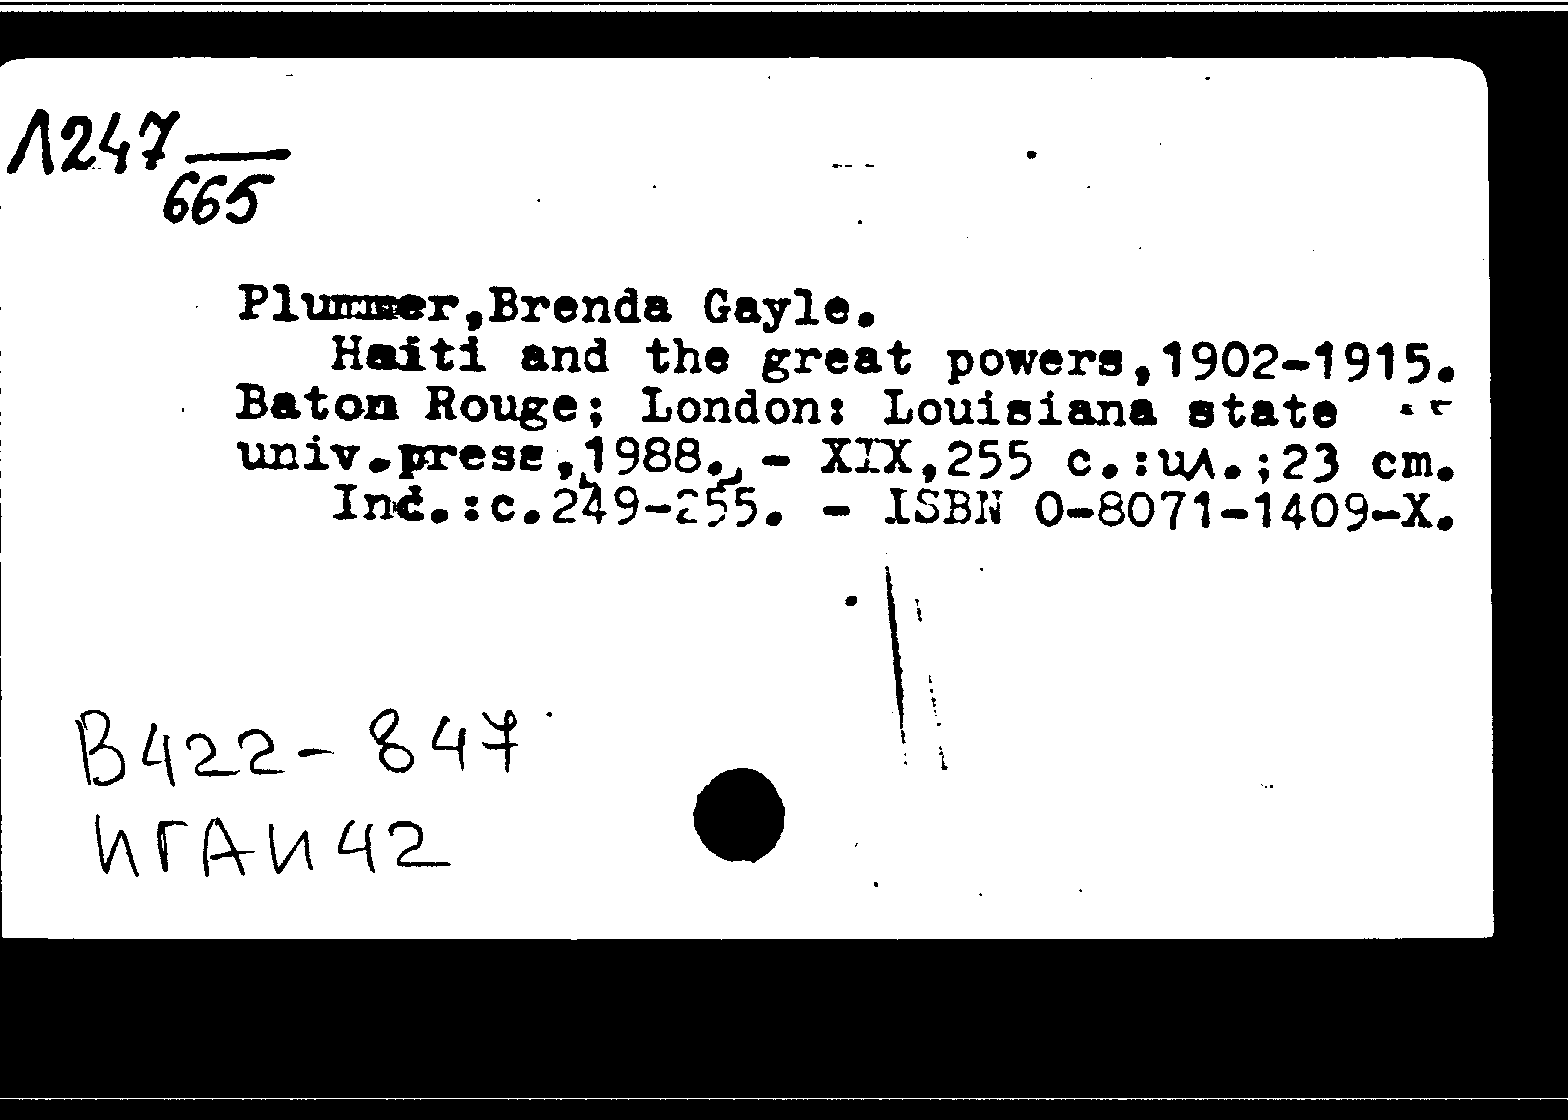 Л247
665
Plummer,Brenda Gayle.
Haiti and the great powers,1902-1915.
Baton Rouge; London: Louisiana state
univ.press,1988. - XIX,255 c.:ил.;23 cm.
Ind.:c.249-255. - ISBN 0-8071-1409-X.
В422-847
ИГАИ42